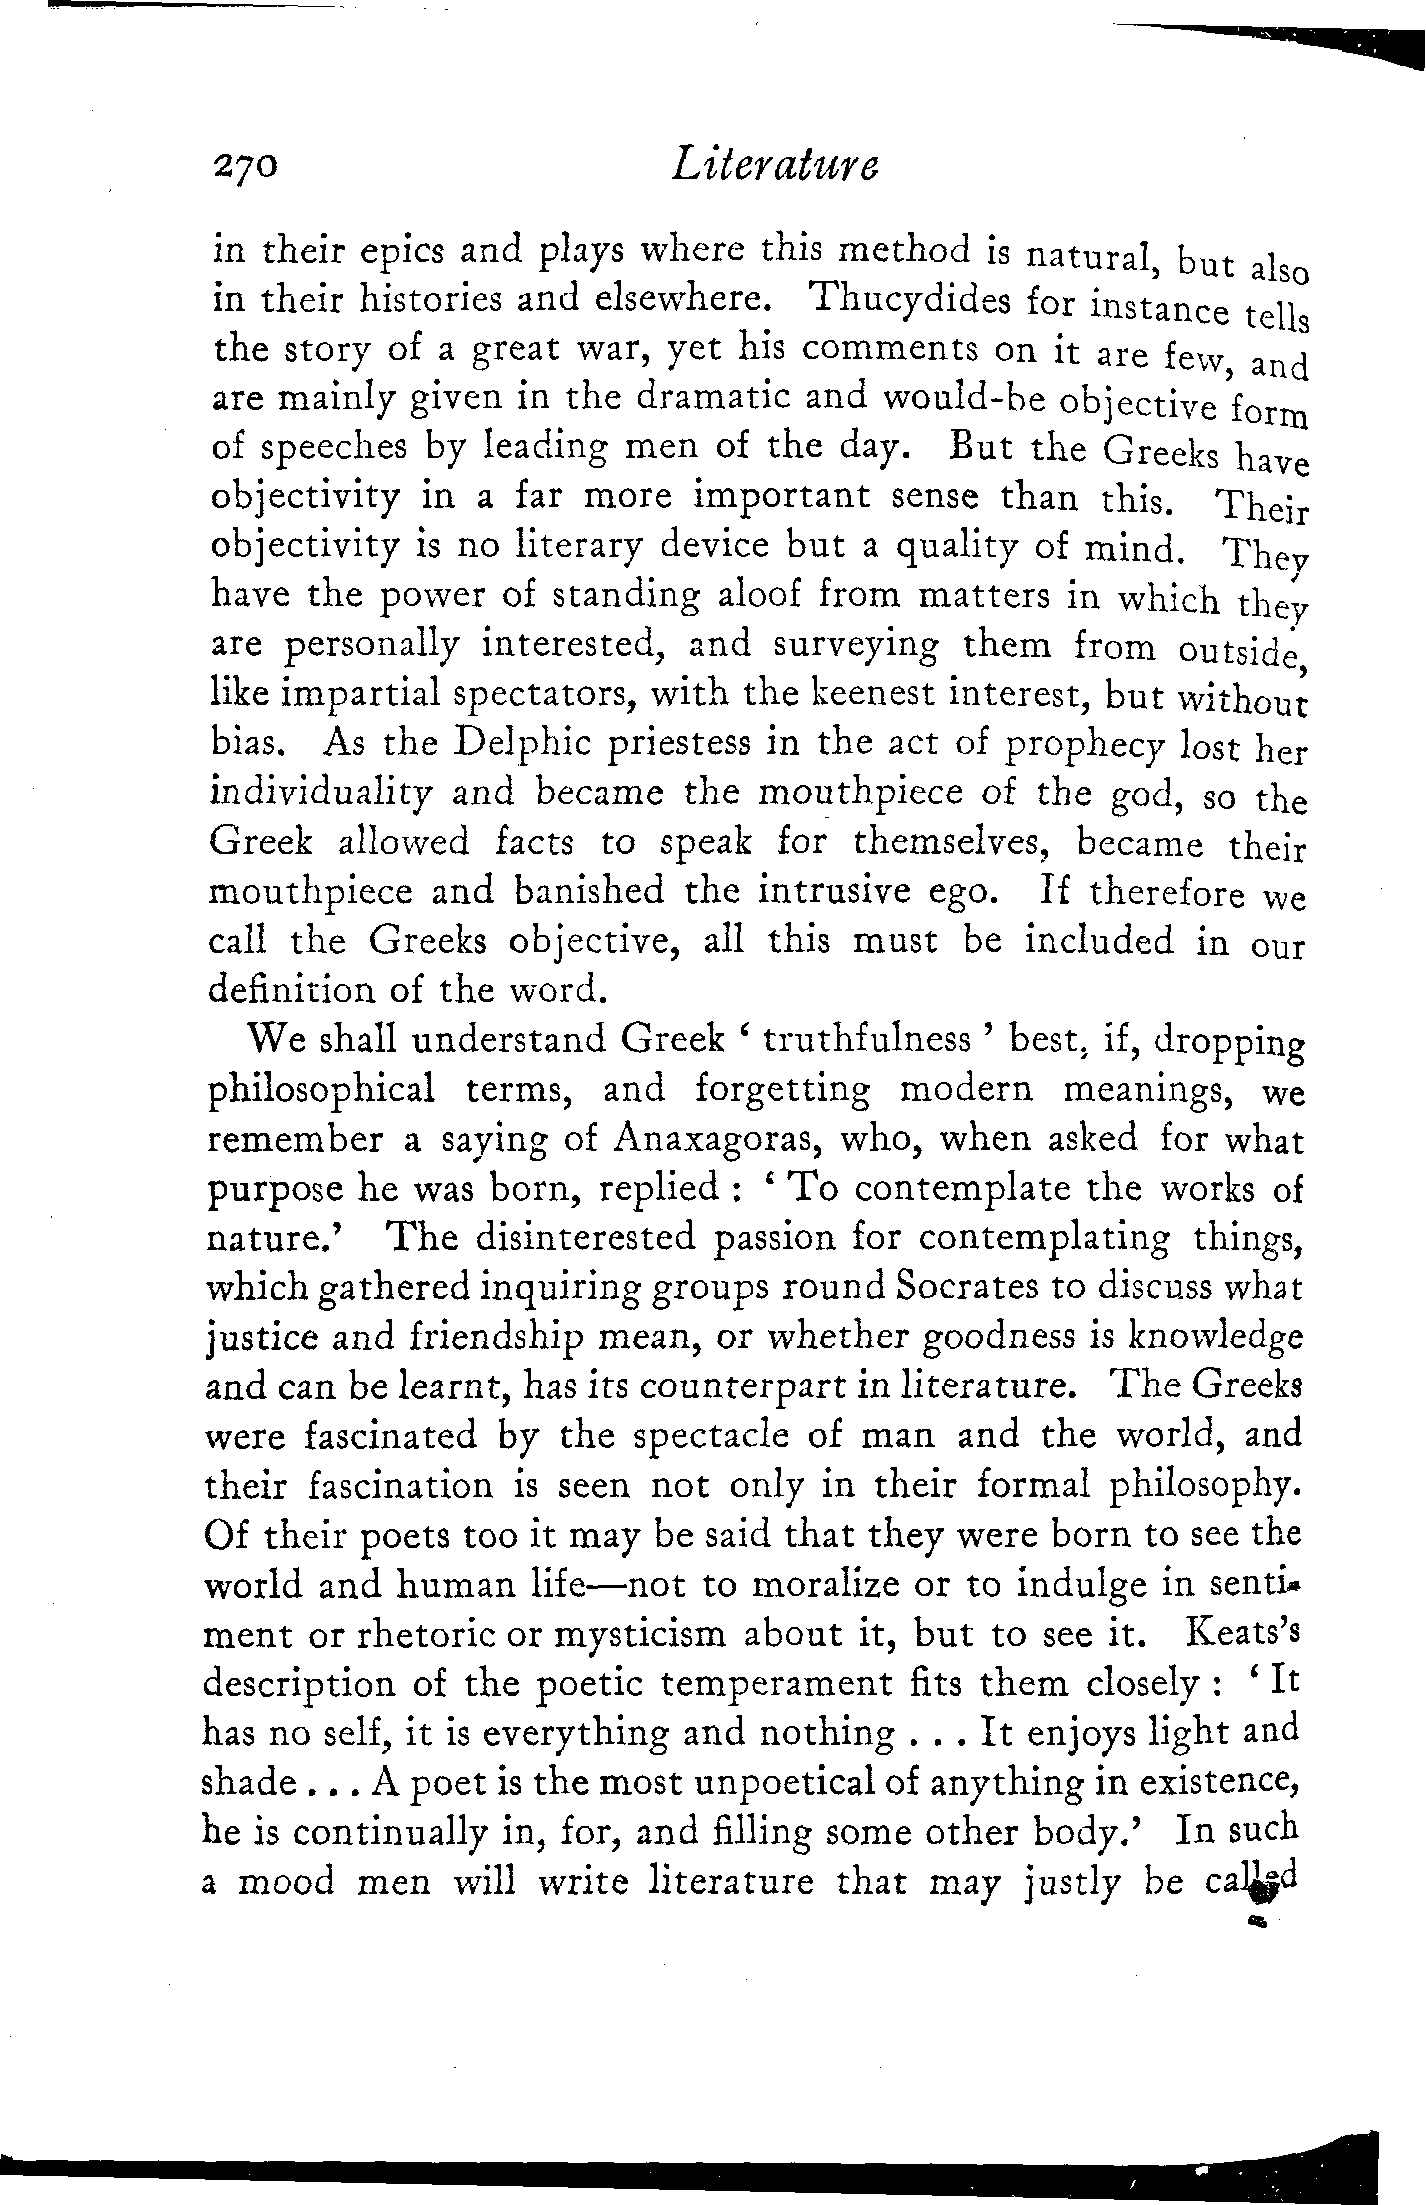 270 Literature
in their epics and plays where this method is natural, but also
in their histories and elsewhere. Thucydides for instance tells
the story of a great war, yet his comments on it are few, and
are mainly given in the dramatic and would-be objective form
of speeches by leading men of the day. But the Greeks have
objectivity in a far more important sense than this. Their
objectivity is no literary device but a quality of mind. They
have the power of standing aloof from matters in which they
are personally interested, and surveying them from outside,
like impartial spectators, with the keenest interest, but without
bias. As the Delphic priestess in the act of prophecy lost her
individuality and became the mouthpiece of the god, so the
Greek allowed facts to speak for themselves, became their
mouthpiece and banished the intrusive ego. If therefore we
call the Greeks objective, all this must be included in our
definition of the word.
We shall understand Greek ‘ truthfulness ’ best, if, dropping
philosophical terms, and forgetting modern meanings, we
remember a saying of Anaxagoras, who, when asked for what
purpose he was born, replied : ‘ To contemplate the works of
nature.’ The disinterested passion for contemplating things,
which gathered inquiring groups round Socrates to discuss what
justice and friendship mean, or whether goodness is knowledge
and can be learnt, has its counterpart in literature. The Greeks
were fascinated by the spectacle of man and the world, and
their fascination is seen not only in their formal philosophy.
Of their poets too it may be said that they were born to see the
world and human life—not to moralize or to indulge in senti-
ment or rhetoric or mysticism about it, but to see it. Keats’s
description of the poetic temperament fits them closely : ‘ It
has no self, it is everything and nothing . . . It enjoys light and
shade . . . A poet is the most unpoetical of anything in existence,
he is continually in, for, and filling some other body.’ In such
a mood men will write literature that may justly be called